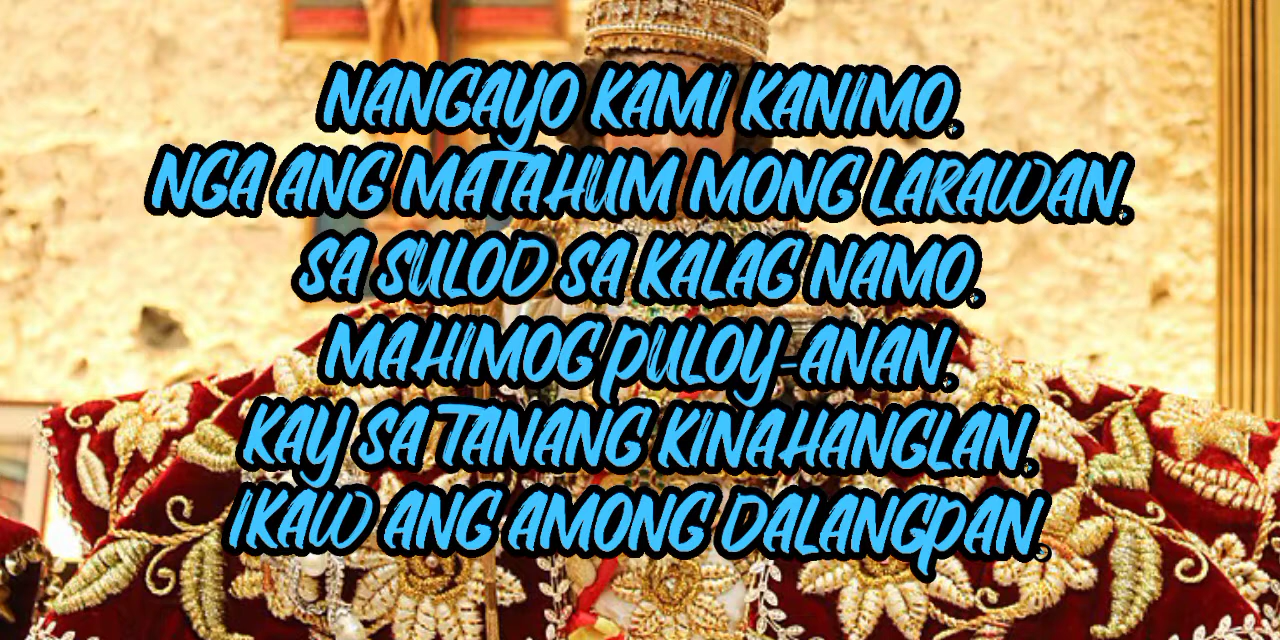 NANGAYO KAMI KANIMO.
NGA ANG MATAHUM MONG LARAWAN.
SA SULOD SA KALAG NAMO.
MAHIMOG PULOY-ANAN.
KAY SA TANANG KINAHANGLAN.
IKAW ANG AMONG DALANGPAN.